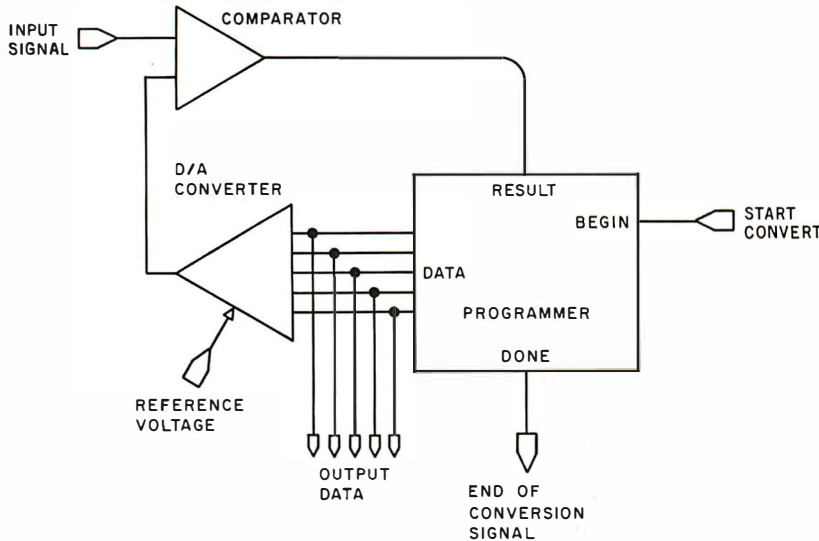 COMPARATOR
INPUT
SIGNAL
D/A
CONVERTER
RESULT
BEGIN
START
CONVERT
DATA
PROGRAMMER
DONE
REFERENCE
VOLTAGE
OUTPUT
DATA
END OF
CONVERSION
SIGNAL